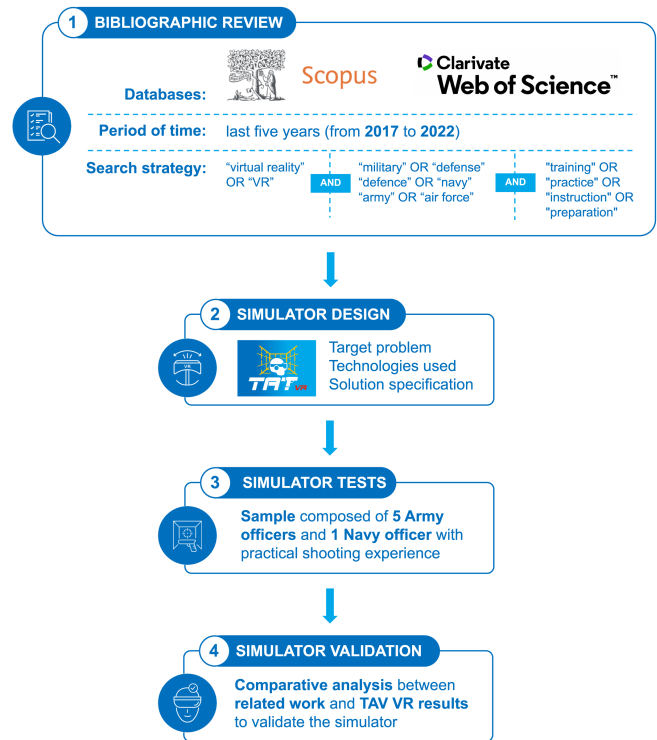 1 BIBLIOGRAPHIC REVIEW
Databases:
Scopus
Clarivate
Web of Science™
Period of time: last five years (from 2017 to 2022)
Search strategy:
“virtual reality”
OR “VR”
AND
“military” OR “defense”
“defence” OR “navy”
“army” OR “air force”
AND
"training" OR
"practice" OR
"instruction" OR
"preparation"
2 SIMULATOR DESIGN
VR
TAT
Target problem
Technologies used
Solution specification
3 SIMULATOR TESTS
Sample composed of 5 Army
officers and 1 Navy officer with
practical shooting experience
4 SIMULATOR VALIDATION
Comparative analysis between
related work and TAV VR results
to validate the simulator